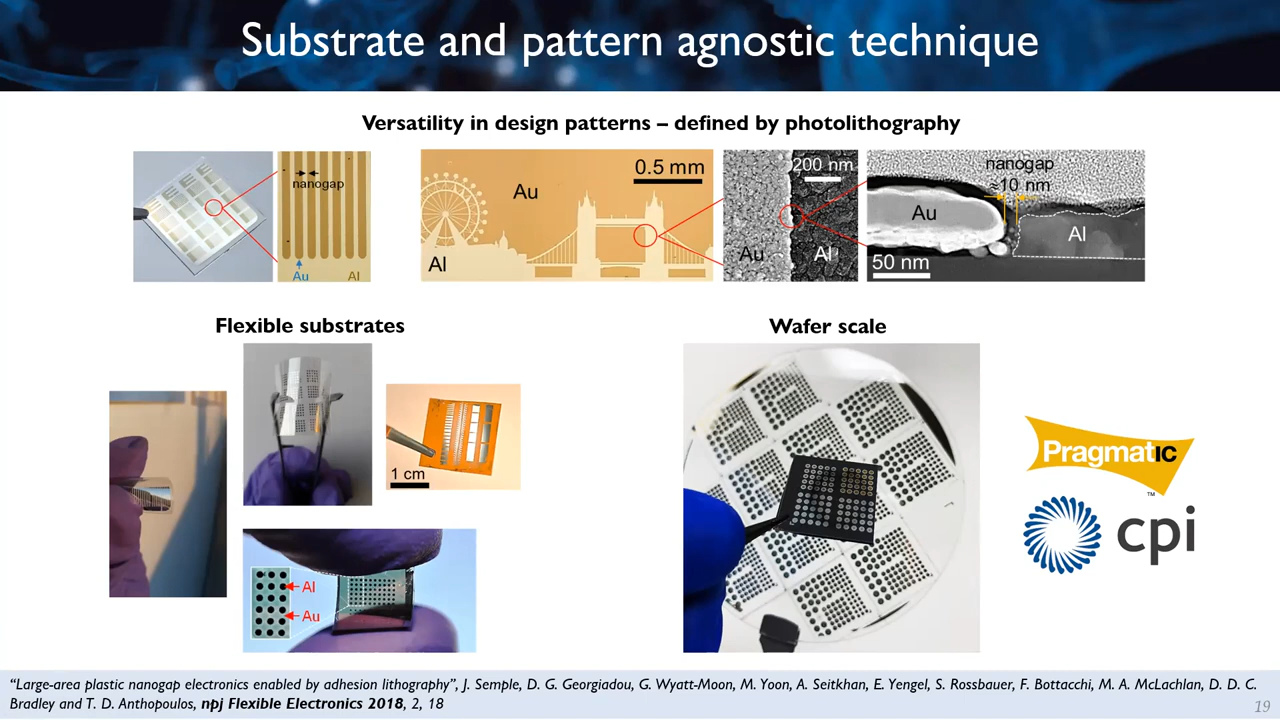 Substrate and pattern agnostic technique
Versatility in design patterns – defined by photolithography
nanogap
Au
Al
0.5 mm
Au
Al
200 nm
Au
Al
nanogap
≈10 nm
Au
Al
50 nm
Flexible substrates
Wafer scale
1 cm
Al
Au
PragmatIC
TM
cpi
“Large-area plastic nanogap electronics enabled by adhesion lithography”, J. Semple, D. G. Georgiadou, G. Wyatt-Moon, M. Yoon, A. Seitkhan, E. Yengel, S. Rossbauer, F. Bottacchi, M. A. McLachlan, D. D. C.
Bradley and T. D. Anthopoulos, npj Flexible Electronics 2018, 2, 18
19